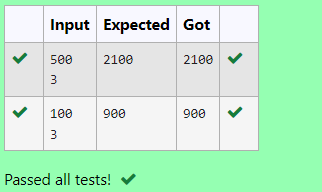 Input Expected Got
500 2100 2100
3
100 900 900
3
Passed all tests!